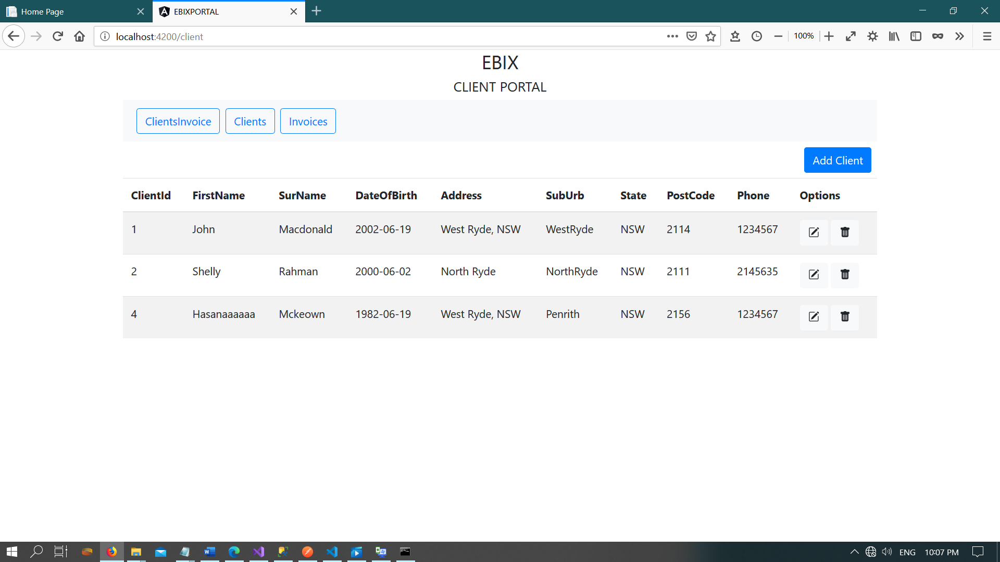 Home Page
EBIXPORTAL
localhost:4200/client
100%
EBIX
CLIENT PORTAL
ClientsInvoice Clients Invoices
Add Client
ClientId FirstName SurName DateOfBirth Address SubUrb State PostCode Phone Options
1 John Macdonald 2002-06-19 West Ryde, NSW WestRyde NSW 2114 1234567
2 Shelly Rahman 2000-06-02 North Ryde NorthRyde NSW 2111 2145635
4 Hasanaaaaaa Mckeown 1982-06-19 West Ryde, NSW Penrith NSW 2156 1234567
ENG 10:07 PM